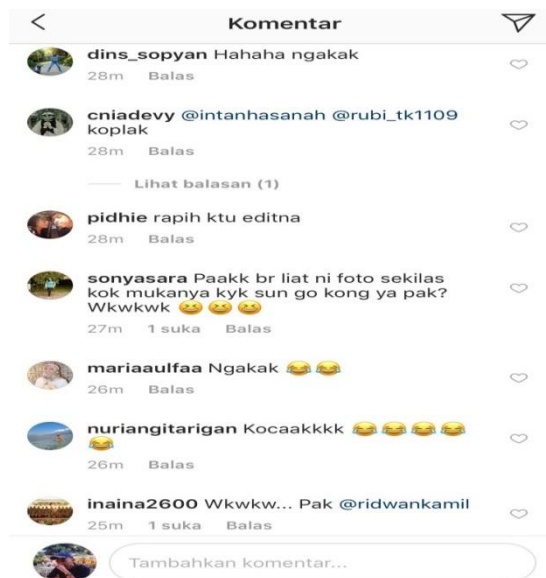 Komentar
dins_sopyan Hahaha ngakak
28m Balas
cniadevy @intanhasanah @rubi_tk1109
koplak
28m Balas
Lihat balasan (1)
pidhie rapih ktu editna
28m Balas
sonyasara Paakk br liat ni foto sekilas
kok mukanya kyk sun go kong ya pak?
Wkwkwk 😆 😆 😆
27m 1 suka Balas
mariaaulfaa Ngakak 😂 😂
26m Balas
nuriangitarigan Kocaakkkk 😂 😂 😂 😂
😂
26m Balas
inaina2600 Wkwkw... Pak @ridwankamil
25m 1 suka Balas
Tambahkan komentar...